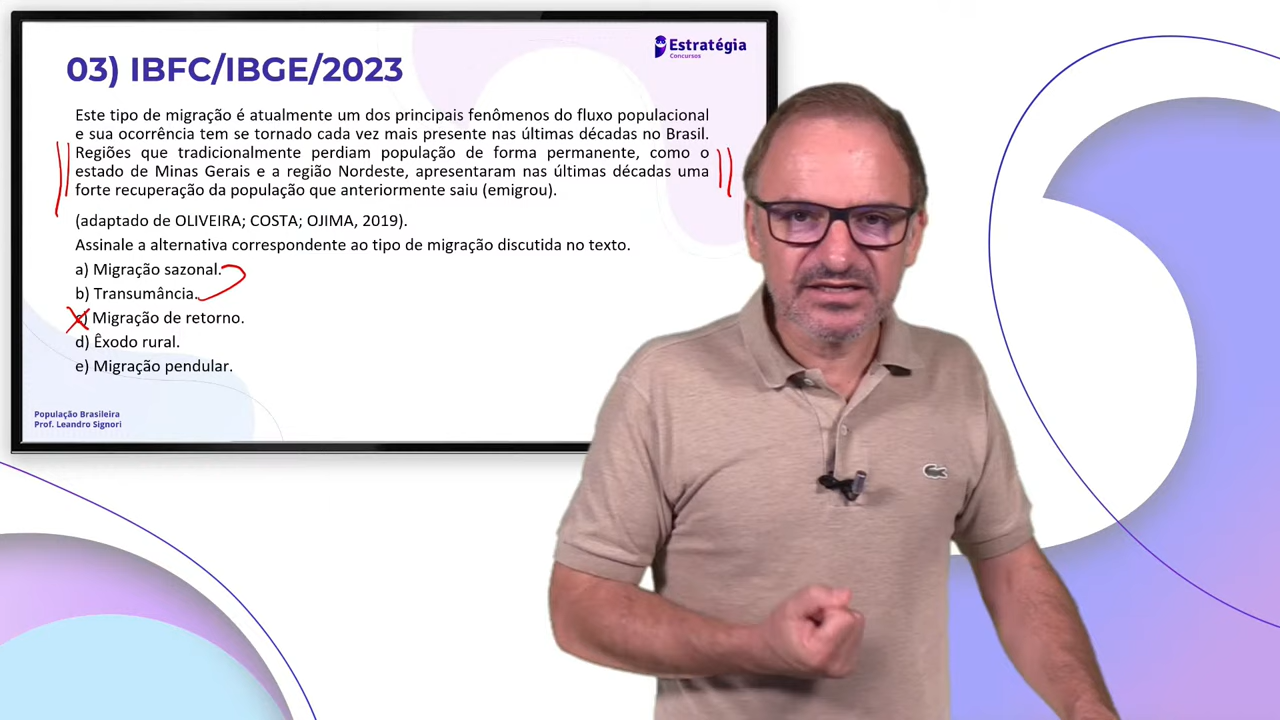 Estratégia
Concursos
03) IBFC/IBGE/2023
Este tipo de migração é atualmente um dos principais fenômenos do fluxo populacional
e sua ocorrência tem se tornado cada vez mais presente nas últimas décadas no Brasil.
Regiões que tradicionalmente perdiam população de forma permanente, como o
estado de Minas Gerais e a região Nordeste, apresentaram nas últimas décadas uma
forte recuperação da população que anteriormente saiu (emigrou).
(adaptado de OLIVEIRA; COSTA; OJIMA, 2019).
Assinale a alternativa correspondente ao tipo de migração discutida no texto.
a) Migração sazonal.
b) Transumância.
c) Migração de retorno.
d) Êxodo rural.
e) Migração pendular.
População Brasileira
Prof. Leandro Signori